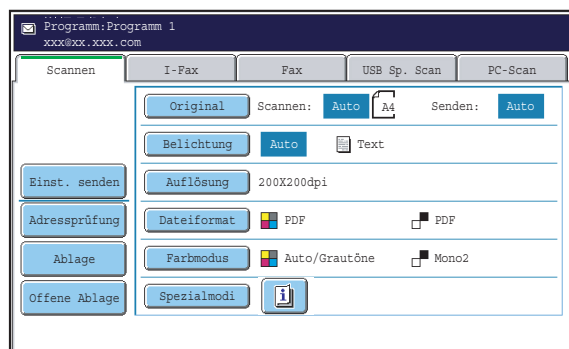 Programm:Programm 1
xxx@xx.xxx.com
Scannen I-Fax Fax USB Sp. Scan PC-Scan
Original Scannen: Auto A4 Senden: Auto
Belichtung Auto Text
Einst. senden Auflösung 200X200dpi
Adressprüfung Dateiformat PDF PDF
Ablage Farbmodus Auto/Grautöne Mono2
Offene Ablage Spezialmodi